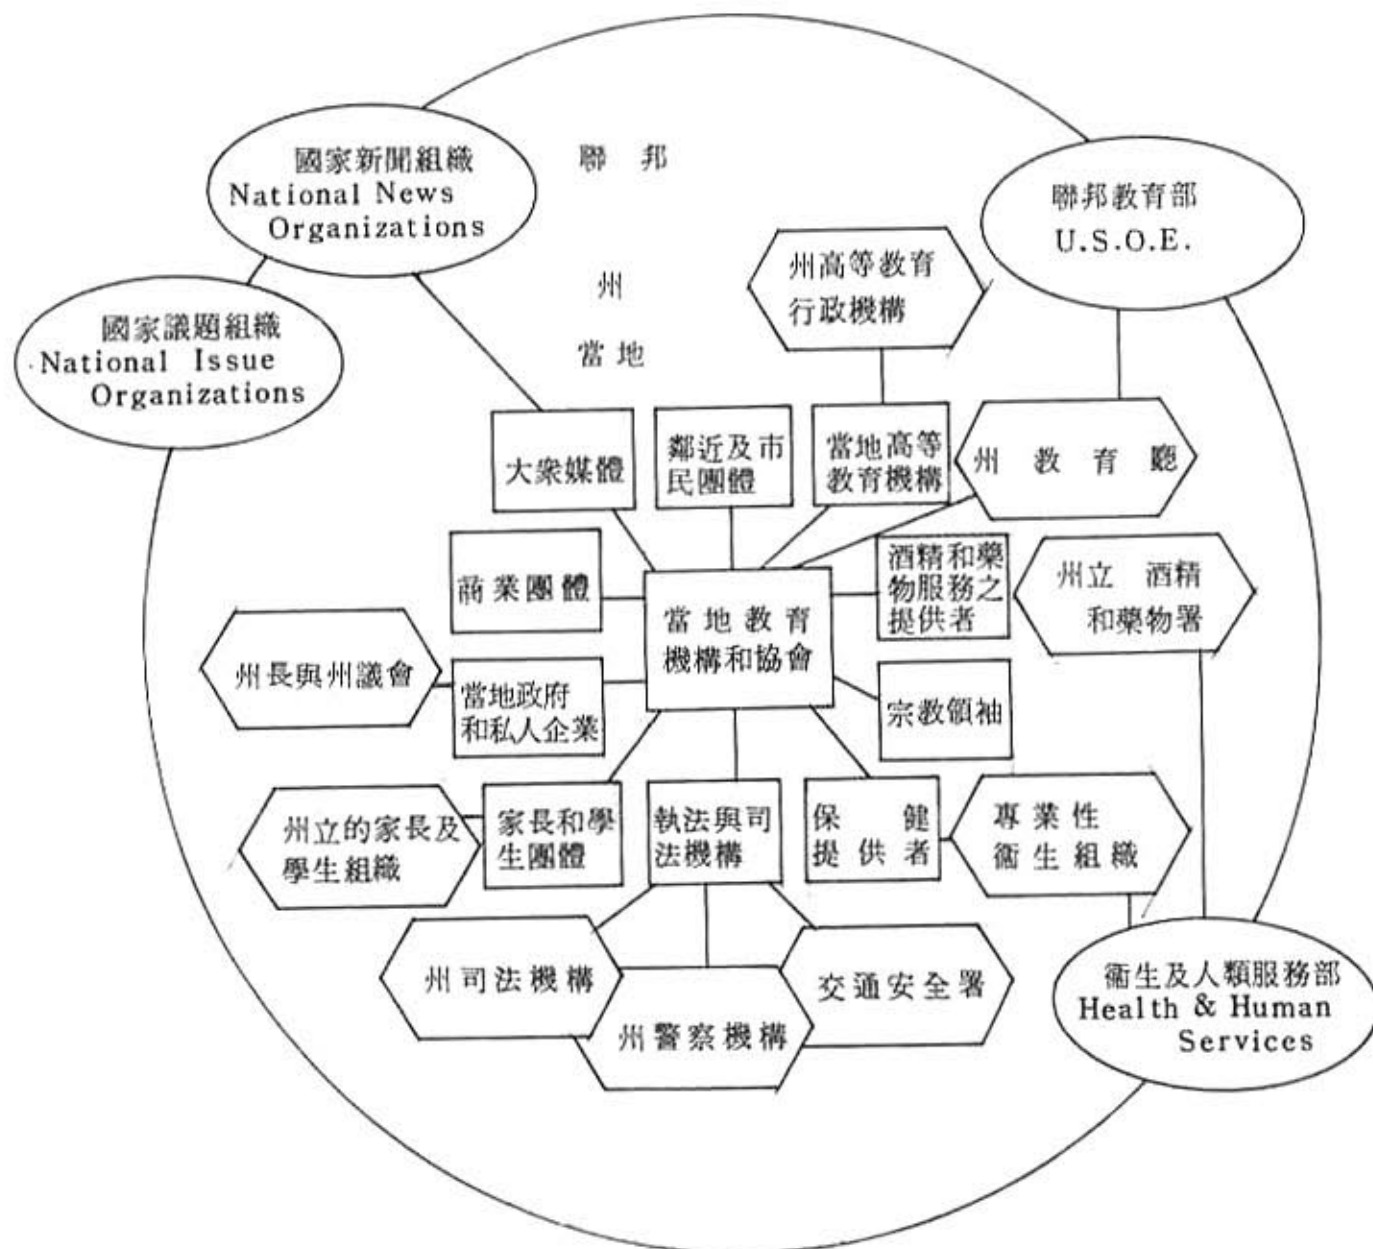 國家新聞組織
National News
Organizations
聯邦
聯邦教育部
U.S.O.E.
州高等教育
行政機構
州
國家議題組織
National Issue
Organizations
當地
大衆媒體
鄰近及市
民團體
當地高等
教育機構
州教育廳
商業團體
當地教育
機構和協會
酒精和藥
物服務之
提供者
州立 酒精
和藥物署
州長與州議會
當地政府
和私人企業
宗教領袖
州立的家長及
學生組織
家長和學
生團體
執法與司
法機構
保健
提供者
專業性
衞生組織
州司法機構
州警察機構
交通安全署
衞生及人類服務部
Health & Human
Services